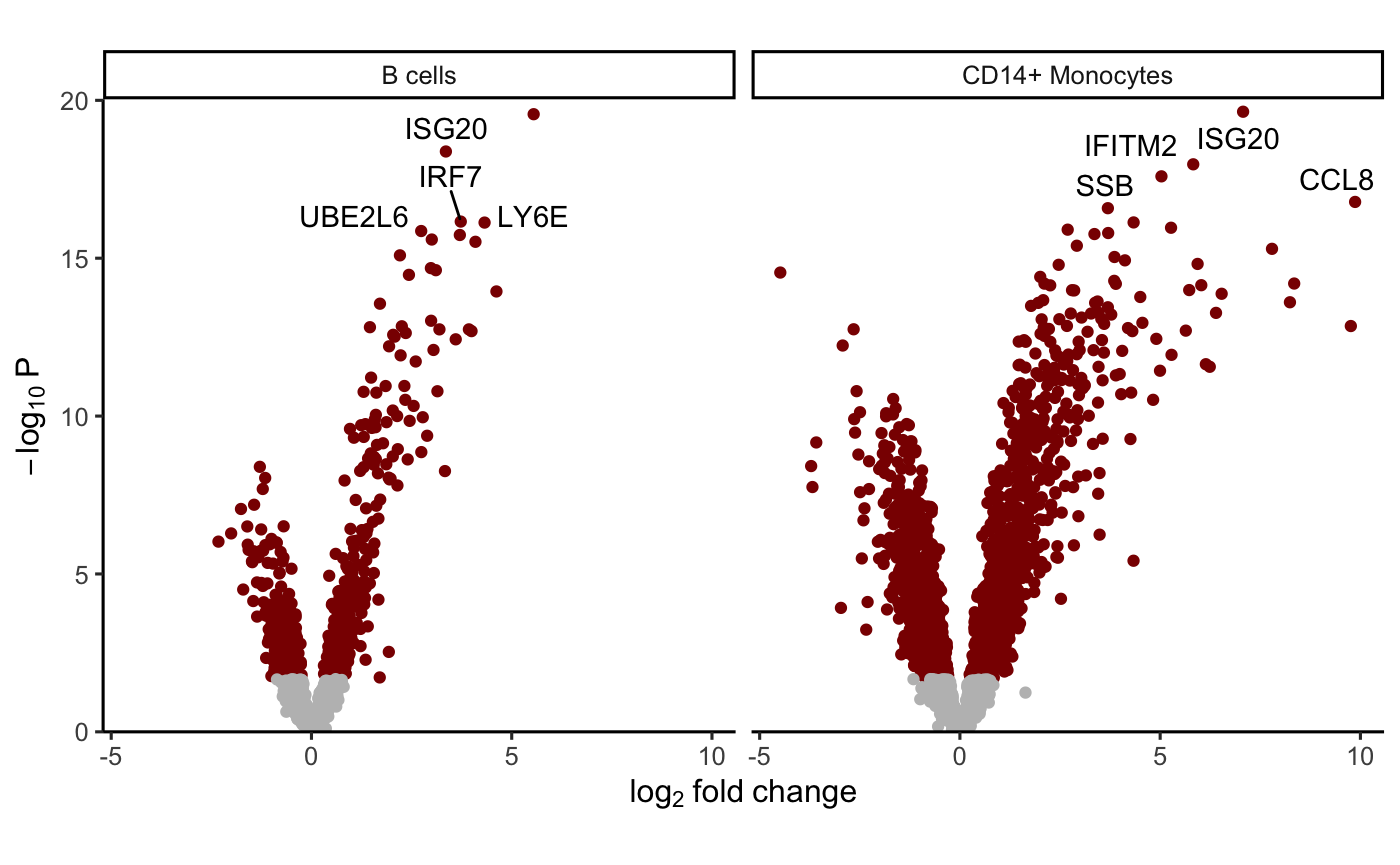 B cells
CD14+ Monocytes
20
15
10
5
0
−log10 P
ISG20
IRF7
UBE2L6
LY6E
IFITM2
ISG20
SSB
CCL8
-5
0
5
10
-5
0
5
10
log2 fold change